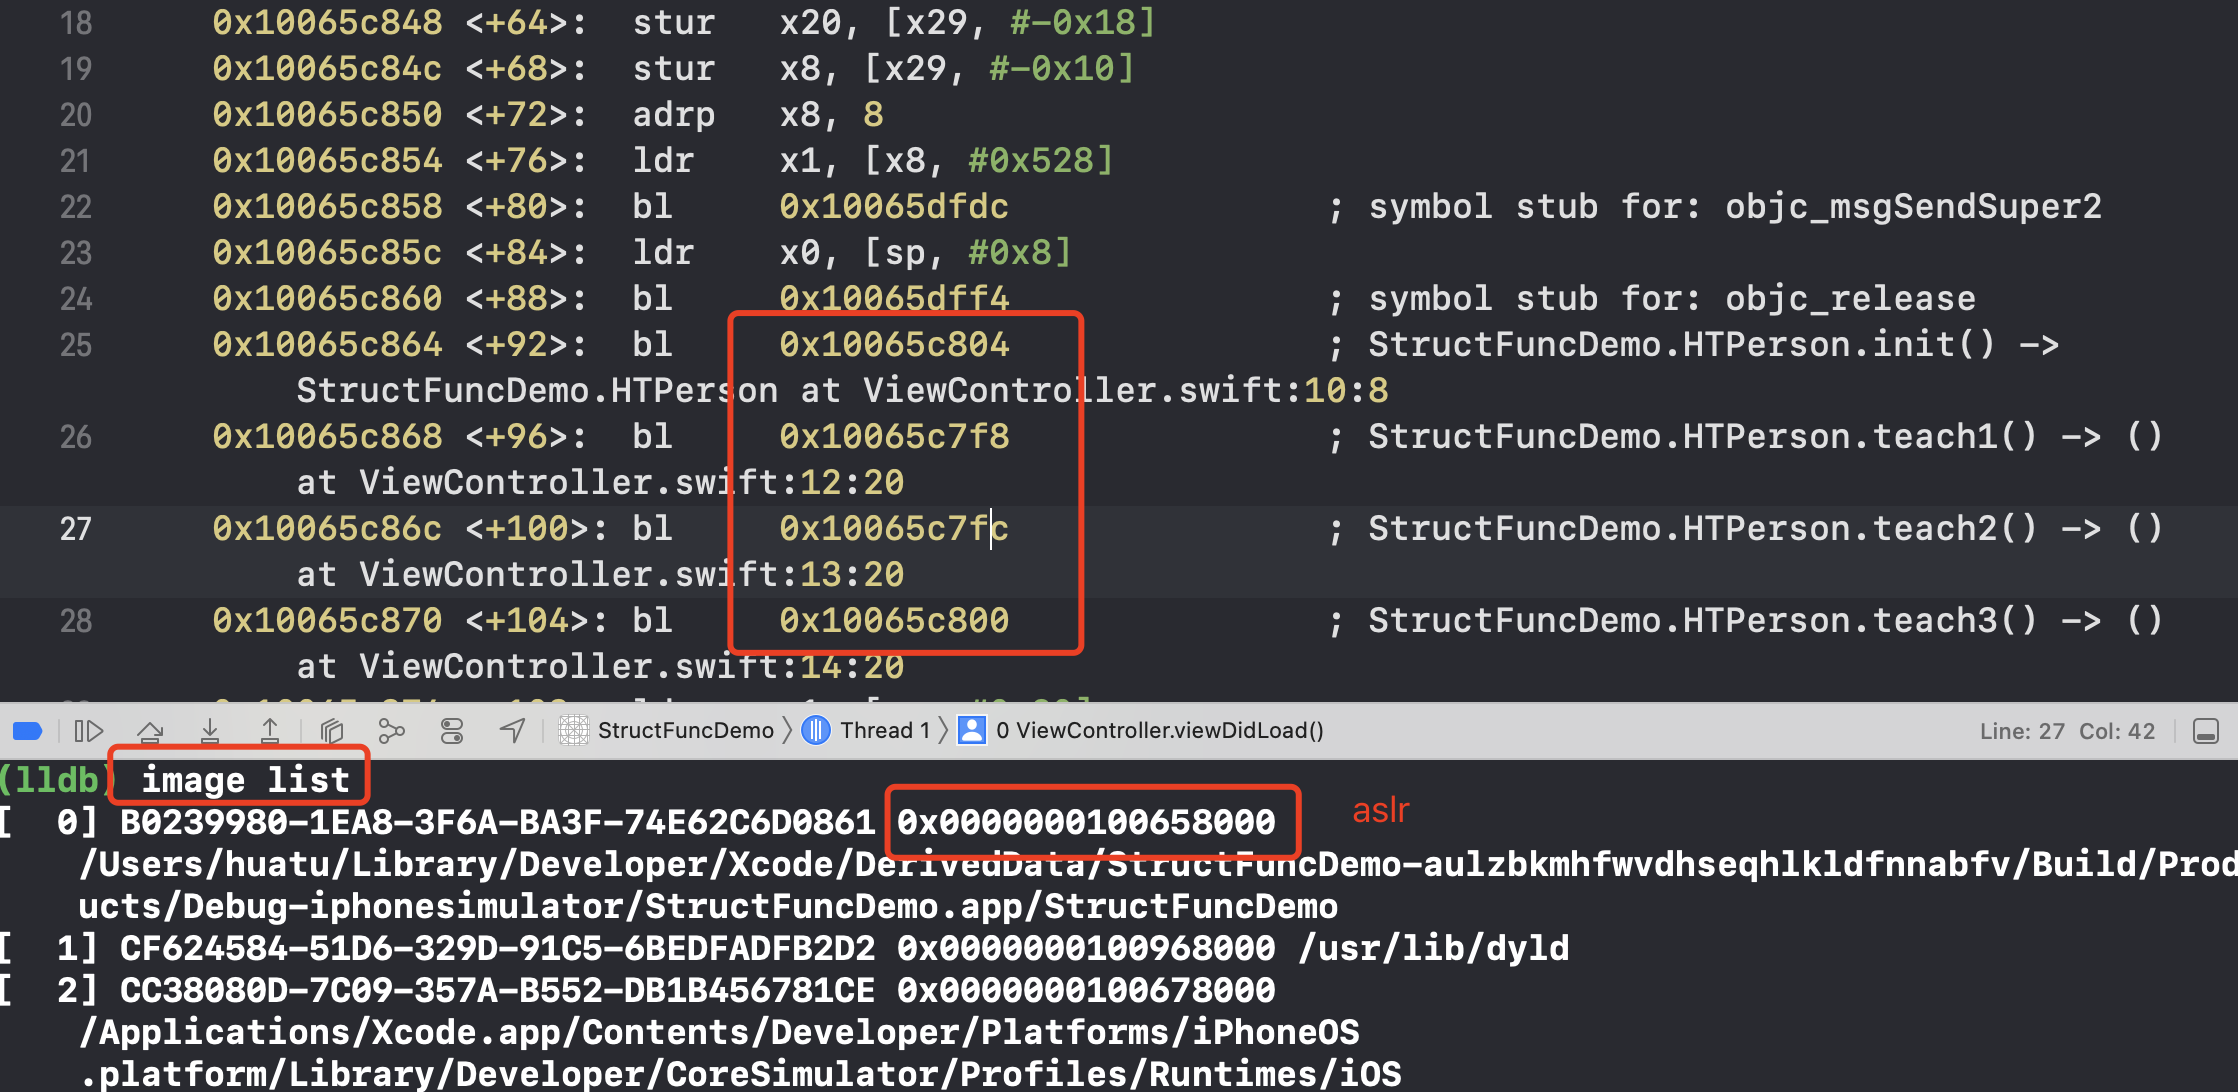 18 0x10065c848 <+64>: stur x20, [x29, #-0x18]
19 0x10065c84c <+68>: stur x8, [x29, #-0x10]
20 0x10065c850 <+72>: adrp x8, 8
21 0x10065c854 <+76>: ldr x1, [x8, #0x528]
22 0x10065c858 <+80>: bl 0x10065dfdc ; symbol stub for: objc_msgSendSuper2
23 0x10065c85c <+84>: ldr x0, [sp, #0x8]
24 0x10065c860 <+88>: bl 0x10065dff4 ; symbol stub for: objc_release
25 0x10065c864 <+92>: bl 0x10065c804 ; StructFuncDemo.HTPerson.init() ->
StructFuncDemo.HTPerson at ViewController.swift:10:8
26 0x10065c868 <+96>: bl 0x10065c7f8 ; StructFuncDemo.HTPerson.teach1() -> ()
at ViewController.swift:12:20
27 0x10065c86c <+100>: bl 0x10065c7fc ; StructFuncDemo.HTPerson.teach2() -> ()
at ViewController.swift:13:20
28 0x10065c870 <+104>: bl 0x10065c800 ; StructFuncDemo.HTPerson.teach3() -> ()
at ViewController.swift:14:20
StructFuncDemo Thread 1 0 ViewController.viewDidLoad() Line: 27 Col: 42
(lldb) image list
[ 0] B0239980-1EA8-3F6A-BA3F-74E62C6D0861 0x0000000100658000 aslr
/Users/huatu/Library/Developer/Xcode/DerivedData/StructFuncDemo-aulzbkmhfwvdhseqhlkldfnnabfv/Build/Prod
ucts/Debug-iphonesimulator/StructFuncDemo.app/StructFuncDemo
[ 1] CF624584-51D6-329D-91C5-6BEDFADFB2D2 0x0000000100968000 /usr/lib/dyld
[ 2] CC38080D-7C09-357A-B552-DB1B456781CE 0x0000000100678000
/Applications/Xcode.app/Contents/Developer/Platforms/iPhoneOS
.platform/Library/Developer/CoreSimulator/Profiles/Runtimes/iOS